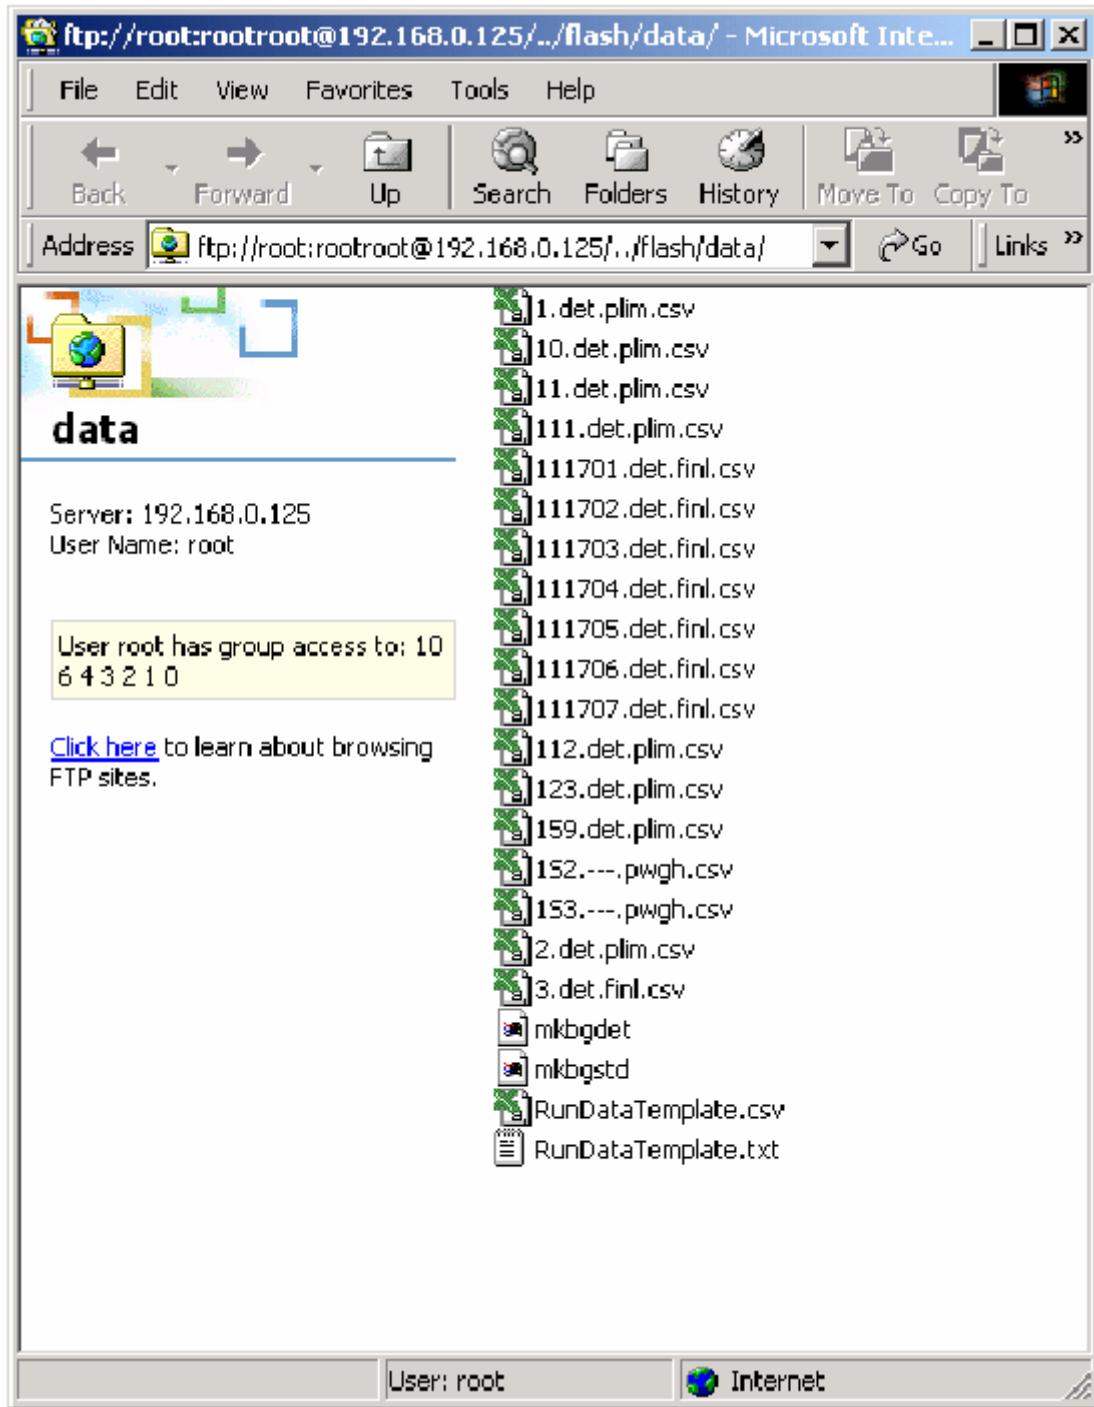 ftp://root:rootroot@192.168.0.125/../flash/data/ - Microsoft Inte...
File Edit View Favorites Tools Help
Back Forward Up Search Folders History Move To Copy To »
Address ftp://root:rootroot@192.168.0.125/../flash/data/ Go Links »
data
Server: 192.168.0.125
User Name: root
User root has group access to: 10
6 4 3 2 1 0
Click here to learn about browsing
FTP sites.
1.det.plim.csv
10.det.plim.csv
11.det.plim.csv
111.det.plim.csv
111701.det.finl.csv
111702.det.finl.csv
111703.det.finl.csv
111704.det.finl.csv
111705.det.finl.csv
111706.det.finl.csv
111707.det.finl.csv
112.det.plim.csv
123.det.plim.csv
159.det.plim.csv
152.---.pwgh.csv
153.---.pwgh.csv
2.det.plim.csv
3.det.finl.csv
mkbgdet
mkbgstd
RunDataTemplate.csv
RunDataTemplate.txt
User: root Internet